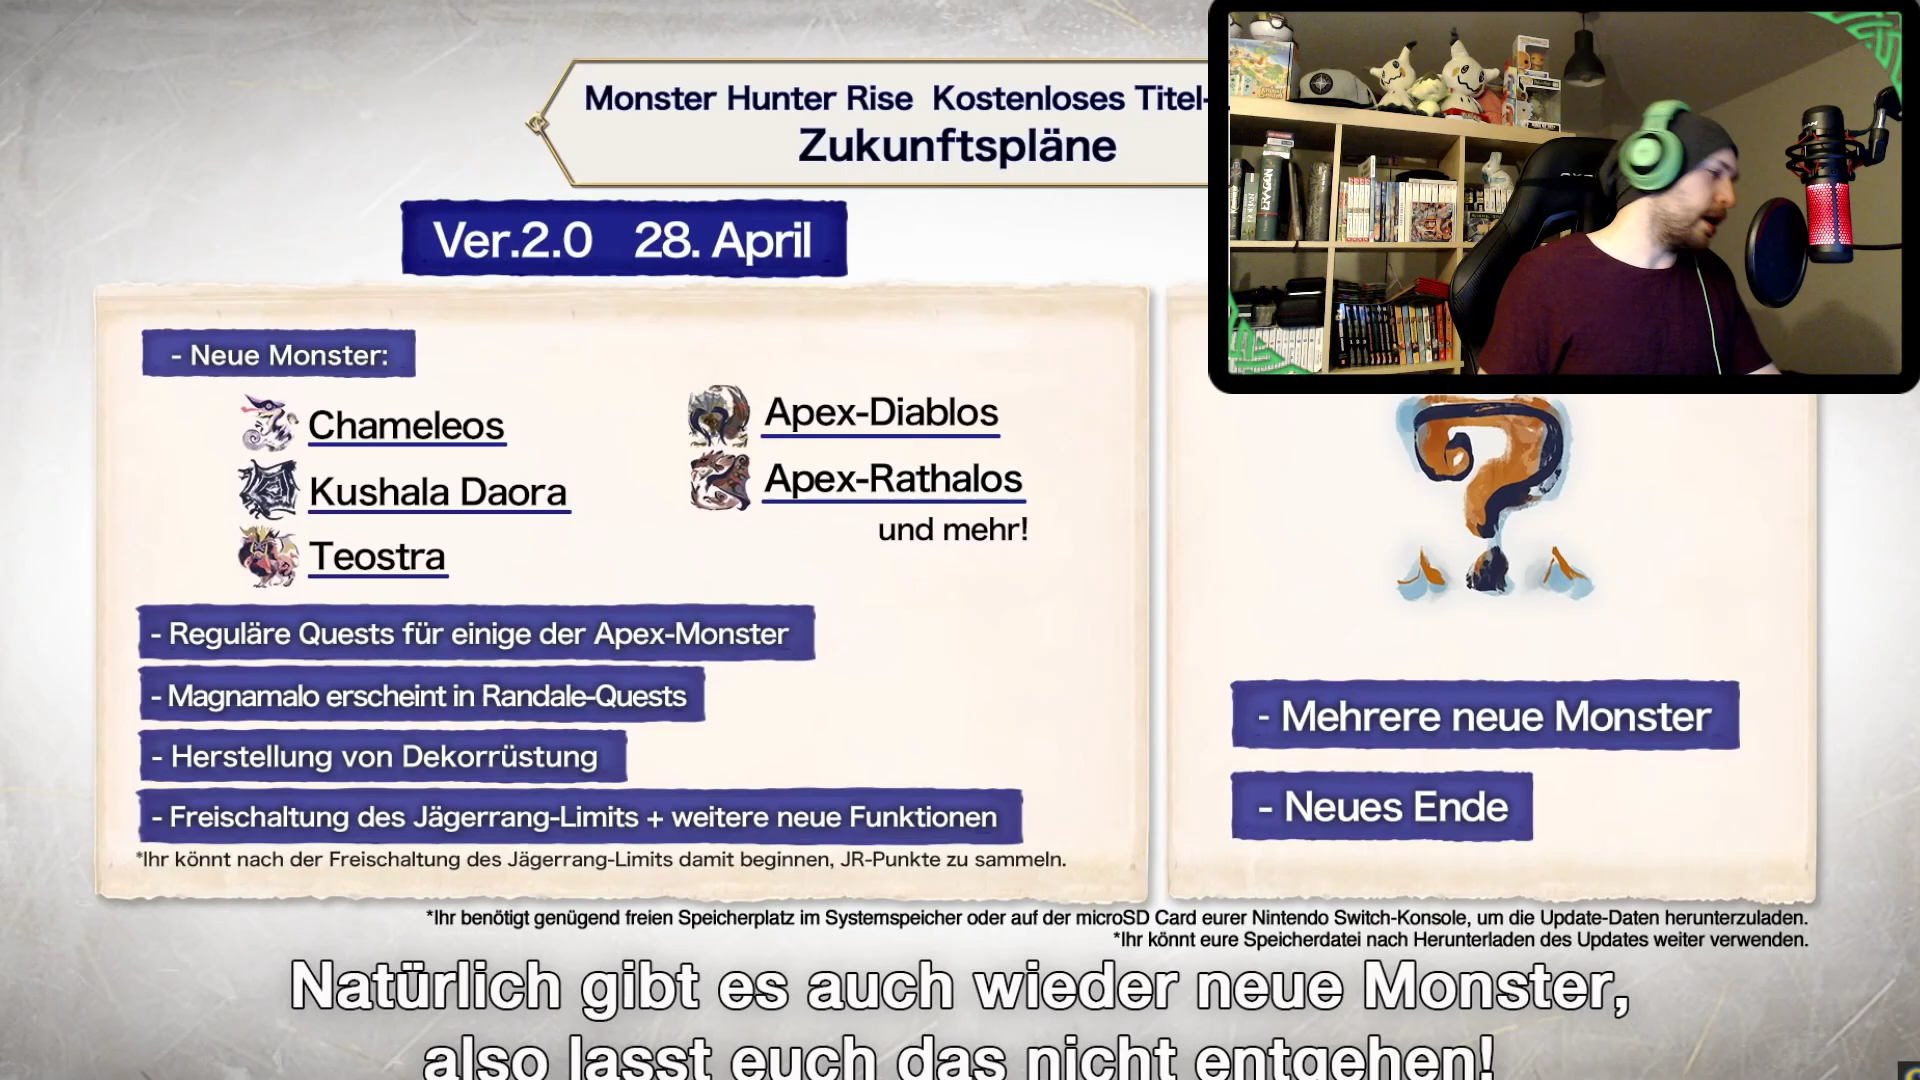 Monster Hunter Rise Kostenloses Titel-
Zukunftspläne
Ver.2.0 28. April
- Neue Monster:
Chameleos
Kushala Daora
Teostra
Apex-Diablos
Apex-Rathalos
und mehr!
- Reguläre Quests für einige der Apex-Monster
- Magnamalo erscheint in Randale-Quests
- Herstellung von Dekorrüstung
- Freischaltung des Jägerrang-Limits + weitere neue Funktionen
*Ihr könnt nach der Freischaltung des Jägerrang-Limits damit beginnen, JR-Punkte zu sammeln.
- Mehrere neue Monster
- Neues Ende
*Ihr benötigt genügend freien Speicherplatz im Systemspeicher oder auf der microSD Card eurer Nintendo Switch-Konsole, um die Update-Daten herunterzuladen.
*Ihr könnt eure Speicherdatei nach Herunterladen des Updates weiter verwenden.
Natürlich gibt es auch wieder neue Monster,
also lasst euch das nicht entgehen!
ERAGON